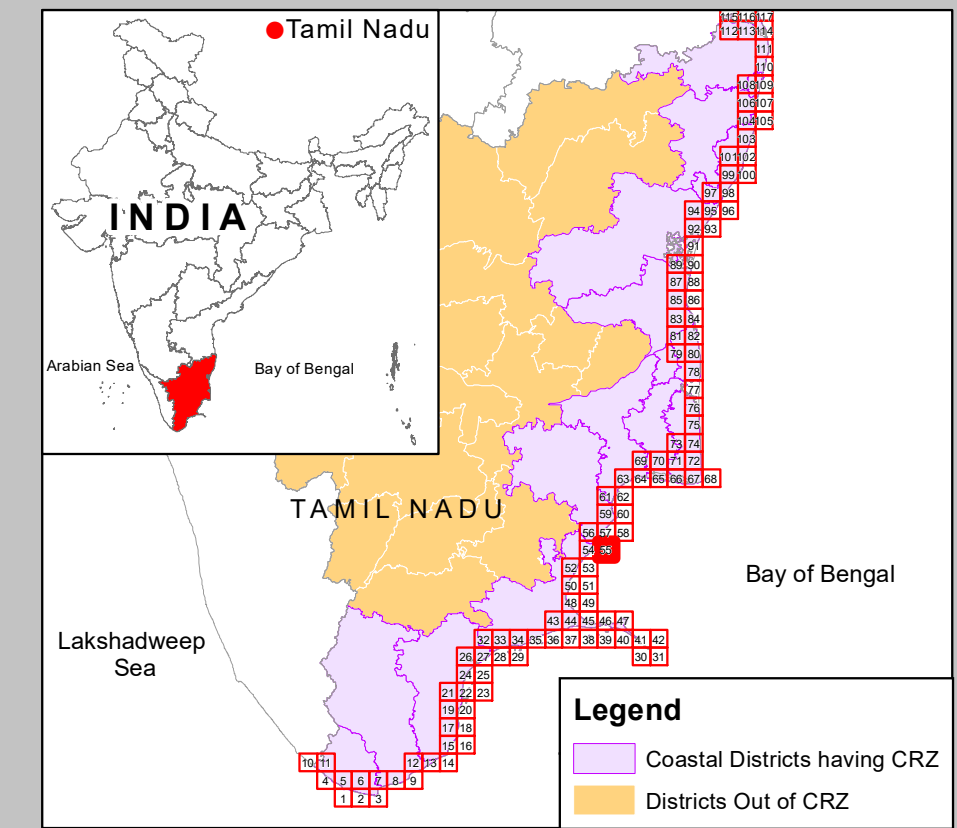 Tamil Nadu
INDIA
Arabian Sea
Bay of Bengal
115 116 117
112 113 114
111
110
108 109
106 107
104 105
103
101 102
99 100
97 98
94 95 96
92 93
91
89 90
87 88
85 86
83 84
81 82
79 80
78
77
76
75
73 74
69 70 71 72
63 64 65 66 67 68
61 62
59 60
56 57 58
54 55
52 53
50 51
48 49
43 44 45 46 47
32 33 34 35 36 37 38 39 40 41 42
26 27 28 29 30 31
24 25
21 22 23
19 20
17 18
15 16
10 11 12 13 14
4 5 6 7 8 9
1 2 3
TAMIL NADU
Bay of Bengal
Lakshadweep
Sea
Legend
Coastal Districts having CRZ
Districts Out of CRZ